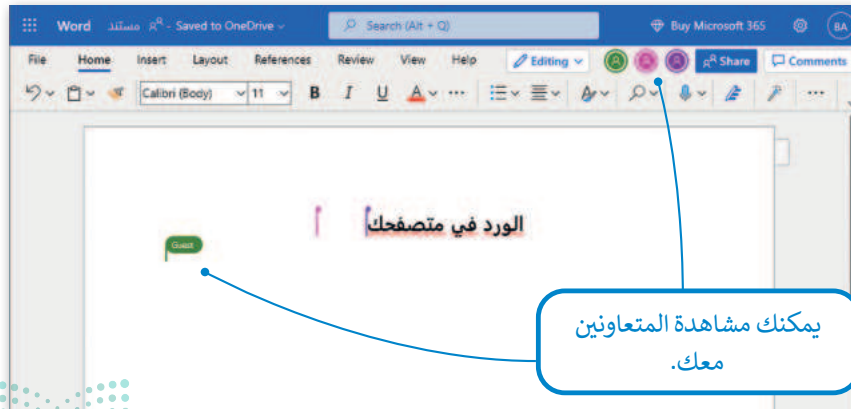 Word مستند - Saved to OneDrive
Search (Alt + Q)
Buy Microsoft 365
BA
File Home Insert Layout References Review View Help Editing Share Comments
Calibri (Body) 11 B I U A ...
الورد في متصفحك
Guest
يمكنك مشاهدة المتعاونين
معك.